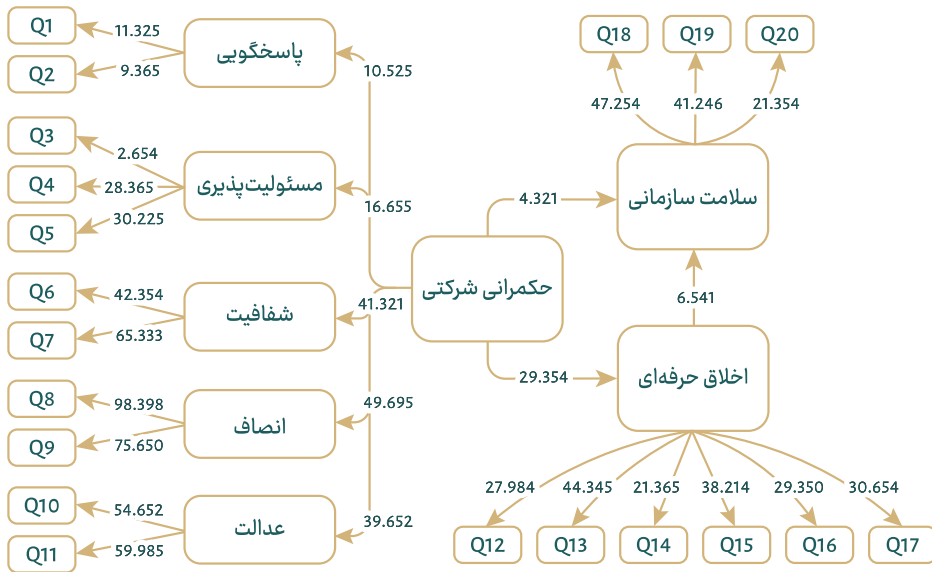 Q1
11.325
Q2
9.365
پاسخگویی
10.525
Q3
2.654
Q4
28.365
Q5
30.225
مسئولیت‌پذیری
16.655
Q6
42.354
Q7
65.333
شفافیت
41.321
Q8
98.398
Q9
75.650
انصاف
49.695
Q10
54.652
Q11
59.985
عدالت
39.652
حکمرانی شرکتی
4.321
29.354
Q18
Q19
Q20
47.254
41.246
21.354
سلامت سازمانی
6.541
اخلاق حرفه‌ای
27.984
44.345
21.365
38.214
29.350
30.654
Q12
Q13
Q14
Q15
Q16
Q17